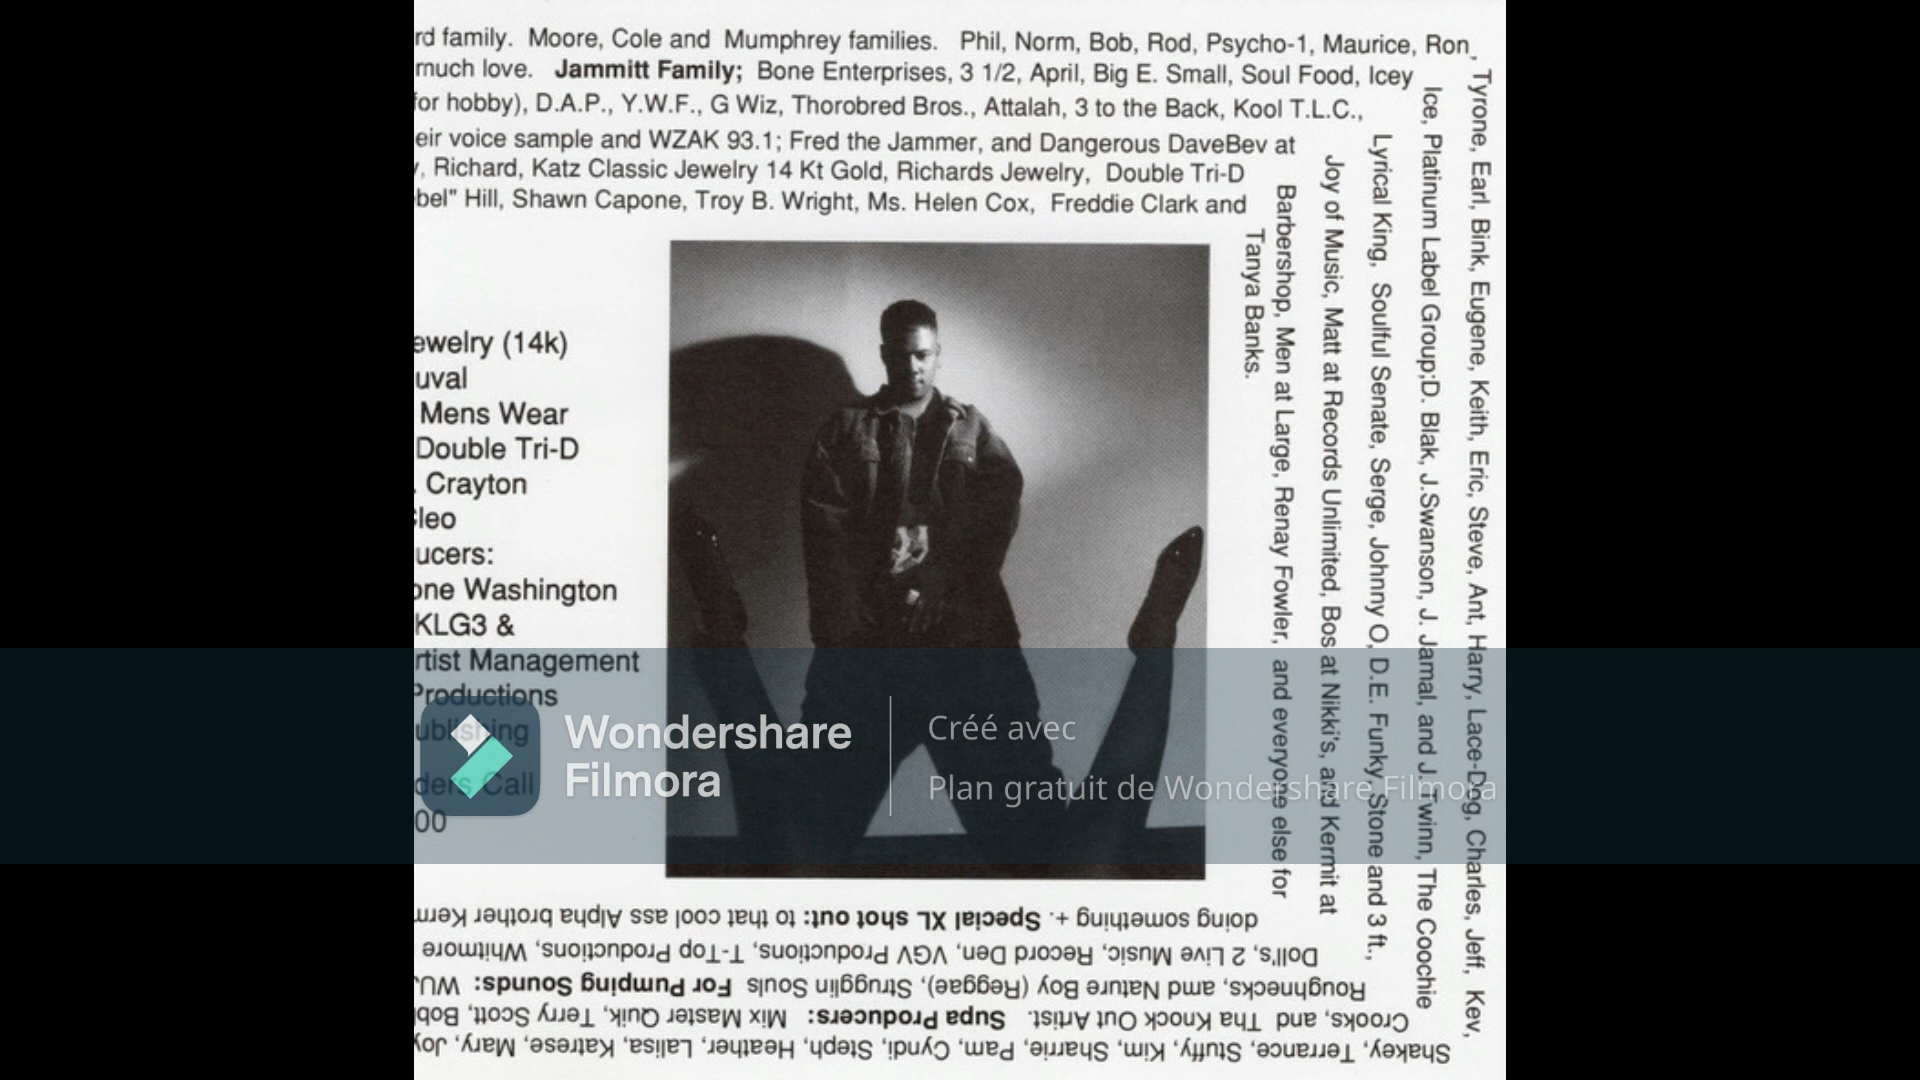 rd family. Moore, Cole and Mumphrey families. Phil, Norm, Bob, Rod, Psycho-1, Maurice, Ron,
much love. Jammitt Family; Bone Enterprises, 3 1/2, April, Big E. Small, Soul Food, Icey
for hobby), D.A.P., Y.W.F., G Wiz, Thorobred Bros., Attalah, 3 to the Back, Kool T.L.C.,
eir voice sample and WZAK 93.1; Fred the Jammer, and Dangerous DaveBev at
, Richard, Katz Classic Jewelry 14 Kt Gold, Richards Jewelry, Double Tri-D
bel" Hill, Shawn Capone, Troy B. Wright, Ms. Helen Cox, Freddie Clark and
Tyrone, Earl, Bink, Eugene, Keith, Eric, Steve, Ant, Harry, Lace-Dog, Charles, Jeff, Kev,
Ice, Platinum Label Group;D. Blak, J.Swanson, J. Jamal, and J. Twinn, The Coochie
Lyrical King, Soulful Senate, Serge, Johnny O, D.E. Funky, Stone and 3 ft.,
Joy of Music, Matt at Records Unlimited, Bos at Nikki's, and Kermit at
Barbershop, Men at Large, Renay Fowler, and everyone else for
Tanya Banks.
ewelry (14k)
uval
Mens Wear
Double Tri-D
. Crayton
Cleo
ucers:
one Washington
KLG3 &
rtist Management
Productions
ublishing
ders Call
00
Wondershare
Filmora
Créé avec
Plan gratuit de Wondershare Filmora
Shakey, Terrance, Stuffy, Kim, Sharrie, Pam, Cyndi, Steph, Heather, Lalisa, Katrese, Mary, Joy
Crooks, and Tha Knock Out Artist. Supa Producers: Mix Master Quik, Terry Scott, Bob
Roughnecks, amd Nature Boy (Reggae), Strugglin Souls For Pumping Sounds: WU
Doll's, 2 Live Music, Record Den, VGV Productions, T-Top Productions, Whitmore
doing something +. Special XL shot out: to that cool ass Alpha brother Kerm